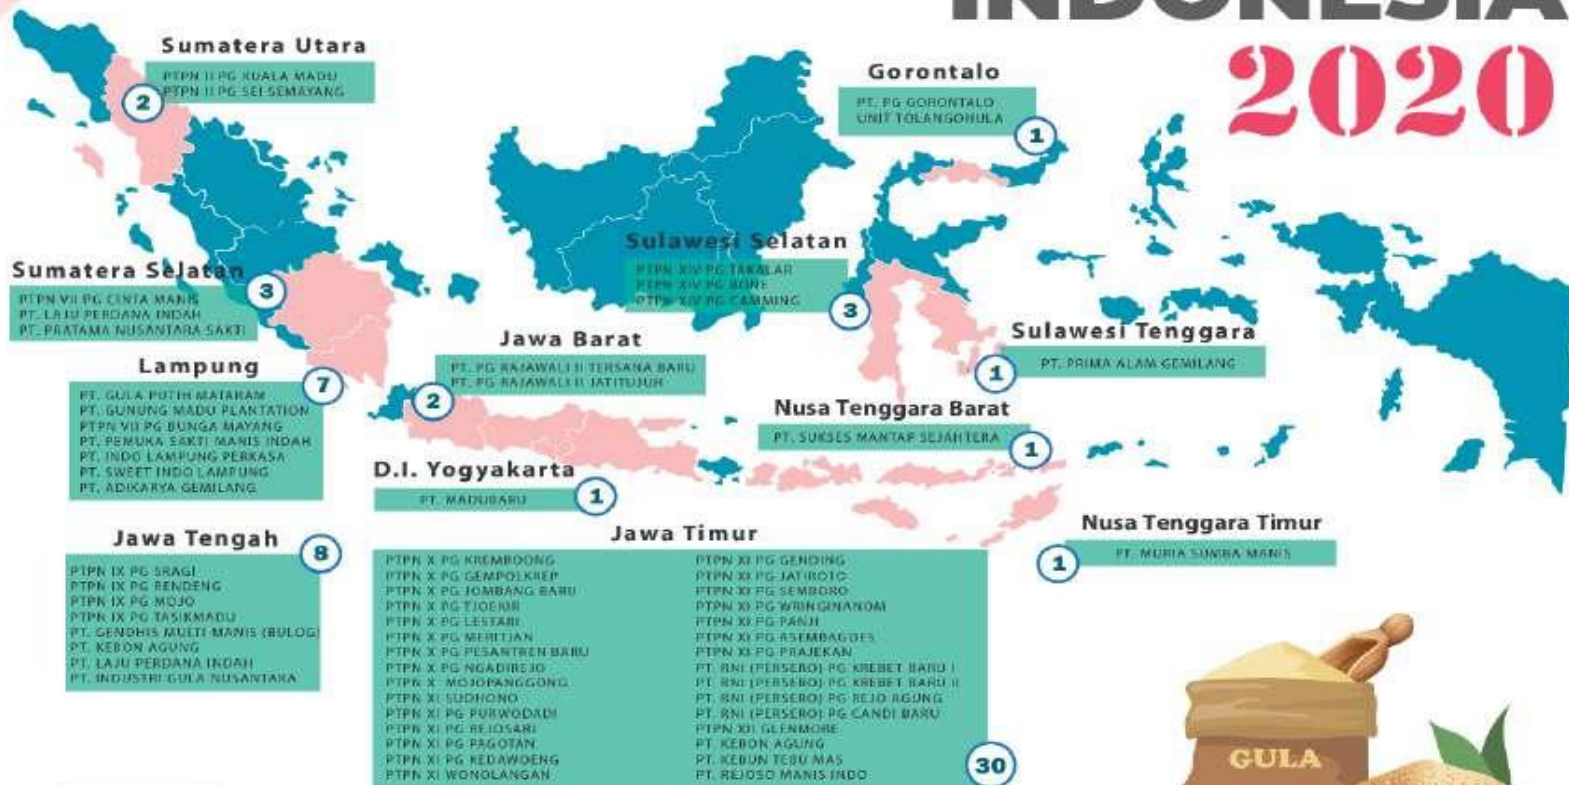 INDONESIA
2020
Sumatera Utara
PTPN II PG KUALA MADU
PTPN II PG SEI SEMAYANG
2
Gorontalo
PT. PG GORONTALO
UNIT TOLANGOHULA
1
Sumatera Selatan
PTPN VII PG CINTA MANIS
PT. LAJU PERDANA INDAH
PT. PRATAMA NUSANTARA SAKTI
3
Sulawesi Selatan
PTPN XIV PG TAKALAR
PTPN XIV PG BONE
PTPN XIV PG CAMMING
3
Sulawesi Tenggara
PT. PRIMA ALAM GEMILANG
1
Lampung
PT. GULA PUTIH MATARAM
PT. GUNUNG MADU PLANTATION
PTPN VII PG BUNGA MAYANG
PT. PEMUKA SAKTI MANIS INDAH
PT. INDO LAMPUNG PERKASA
PT. SWEET INDO LAMPUNG
PT. ADIKARYA GEMILANG
7
Jawa Barat
PT. PG RAJAWALI II TERSANA BARU
PT. PG RAJAWALI II JATITUJUH
2
Nusa Tenggara Barat
PT. SUKSES MANTAP SEJAHTERA
1
D.I. Yogyakarta
PT. MADUBARU
1
Nusa Tenggara Timur
PT. MURIA SUMBA MANIS
1
Jawa Tengah
PTPN IX PG SRAGI
PTPN IX PG RENDENG
PTPN IX PG MOJO
PTPN IX PG TASIKMADU
PT. GENDHIS MULTI MANIS (BULOG)
PT. KEBON AGUNG
PT. LAJU PERDANA INDAH
PT. INDUSTRI GULA NUSANTARA
8
Jawa Timur
PTPN X PG KREMBOONG
PTPN X PG GEMPOLKREP
PTPN X PG JOMBANG BARU
PTPN X PG TJOEKIR
PTPN X PG LESTARI
PTPN X PG MERITJAN
PTPN X PG PESANTREN BARU
PTPN X PG NGADIREJO
PTPN X MOJOPANGGONG
PTPN XI SUDHONO
PTPN XI PG PURWODADI
PTPN XI PG REJOSARI
PTPN XI PG PAGOTAN
PTPN XI PG KEDAWOENG
PTPN XI WONOLANGAN
PTPN XI PG GENDING
PTPN XI PG JATIROTO
PTPN XI PG SEMBORO
PTPN XI PG WRINGINANOM
PTPN XI PG PANJI
PTPN XI PG ASEMBAGOES
PTPN XI PG PRAJEKAN
PT. RNI (PERSERO) PG KREBET BARU I
PT. RNI (PERSERO) PG KREBET BARU II
PT. RNI (PERSERO) PG REJO AGUNG
PT. RNI (PERSERO) PG CANDI BARU
PTPN XII GLENMORE
PT. KEBON AGUNG
PT. KEBUN TEBU MAS
PT. REJOSO MANIS INDO
30
GULA